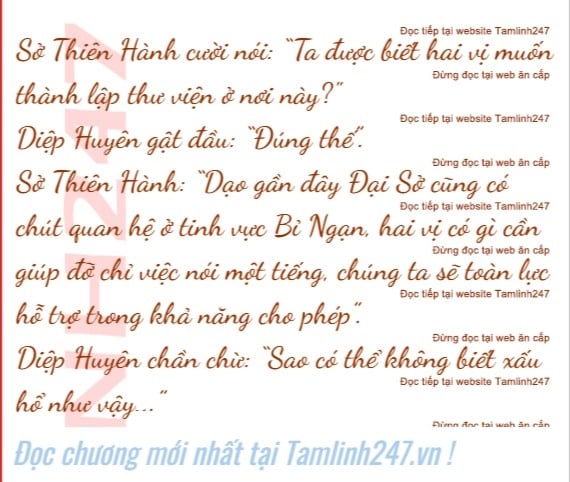 Đọc tiếp tại website Tamlinh247
Sở Thiên Hành cười nói: “Ta được biết hai vị muốn
Đừng đọc tại web ăn cắp
thành lập thư viện ở nơi này?”
Đọc tiếp tại website Tamlinh247
Diệp Huyên gật đầu: “Đúng thế”.
Đừng đọc tại web ăn cắp
Sở Thiên Hành: “Dạo gần đây Đại Sở cũng có
Đọc tiếp tại website Tamlinh247
chút quan hệ ở tinh vực Bỉ Ngạn, hai vị có gì cần
Đừng đọc tại web ăn cắp
giúp đỡ chỉ việc nói một tiếng, chúng ta sẽ toàn lực
Đọc tiếp tại website Tamlinh247
hỗ trợ trong khả năng cho phép”.
Đừng đọc tại web ăn cắp
Diệp Huyên chần chừ: “Sao có thể không biết xấu
Đọc tiếp tại website Tamlinh247
hổ như vậy...”
Đừng đọc tại web ăn cắp
NH247
Đọc chương mới nhất tại Tamlinh247.vn !